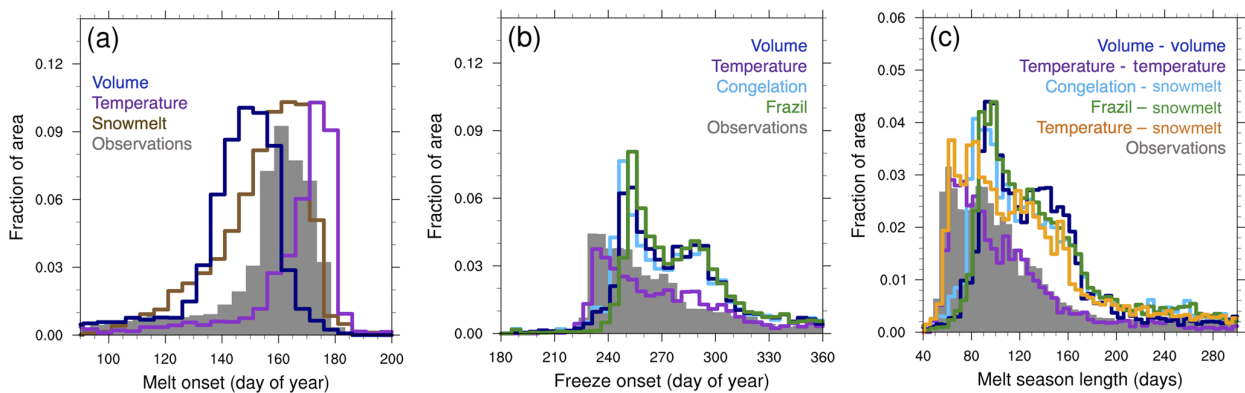 (a)
Volume
Temperature
Snowmelt
Observations
Fraction of area
0.12
0.09
0.06
0.03
0.00
100 120 140 160 180 200
Melt onset (day of year)
(b)
Volume
Temperature
Congelation
Frazil
Observations
Fraction of area
0.12
0.09
0.06
0.03
0.00
180 210 240 270 300 330 360
Freeze onset (day of year)
(c)
Volume - volume
Temperature - temperature
Congelation - snowmelt
Frazil – snowmelt
Temperature – snowmelt
Observations
Fraction of area
0.06
0.05
0.04
0.03
0.02
0.01
0.00
40 80 120 160 200 240 280
Melt season length (days)